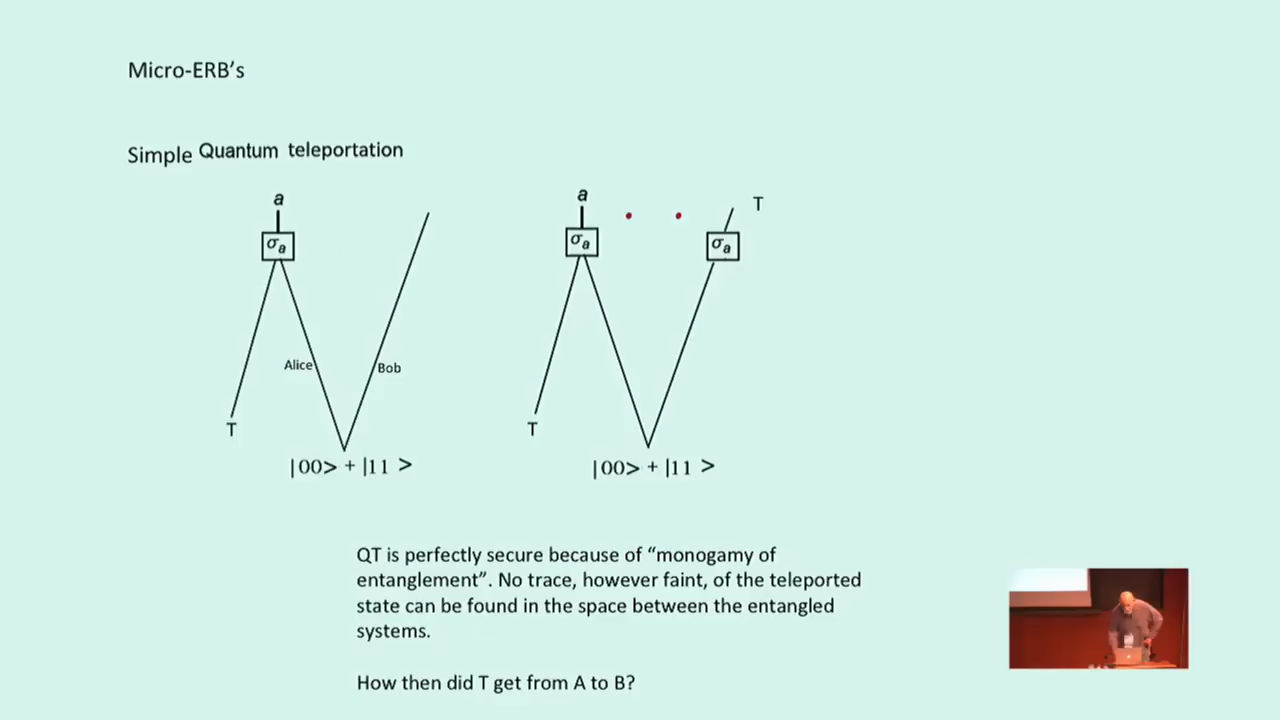 Micro-ERB's
Simple Quantum teleportation
a
σa
Alice
Bob
T
|00> + |11 >
a
σa
σa
T
T
|00> + |11 >
QT is perfectly secure because of “monogamy of
entanglement”. No trace, however faint, of the teleported
state can be found in the space between the entangled
systems.
How then did T get from A to B?